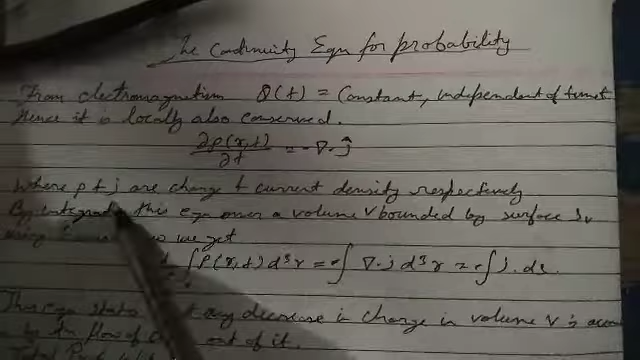 The Continuity Eqn for probability
From electromagnetism Q(t) = Constant, independent of time
Hence it is locally also conserved.
∂ρ(r,t)/∂t = -∇·ĵ
Where ρ & j are charge & current density respectively
By integrating this eqn over a volume V bounded by surface Sv
we get
∫ρ(r,t)d³r = -∫∇·j d³r = -∫j.ds
This eqn states any decrease in charge in volume V is
by the flow of out of it.